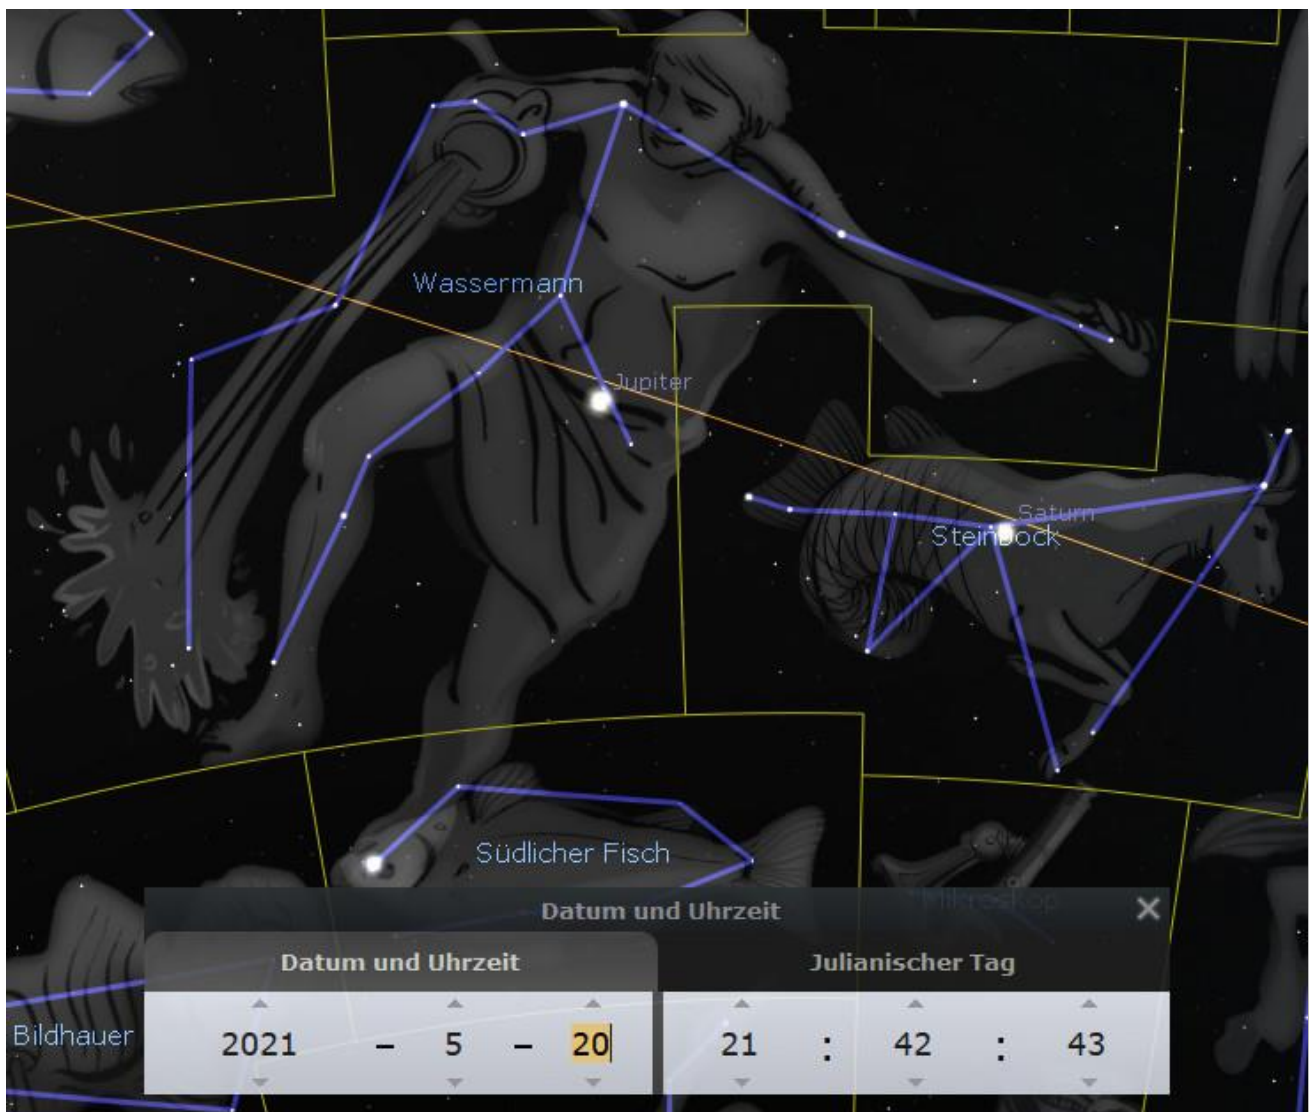 Wassermann
Jupiter
Saturn
Steinbock
Südlicher Fisch
Mikroskop
Datum und Uhrzeit
Datum und Uhrzeit
Julianischer Tag
Bildhauer
2021 – 5 – 20 21 : 42 : 43